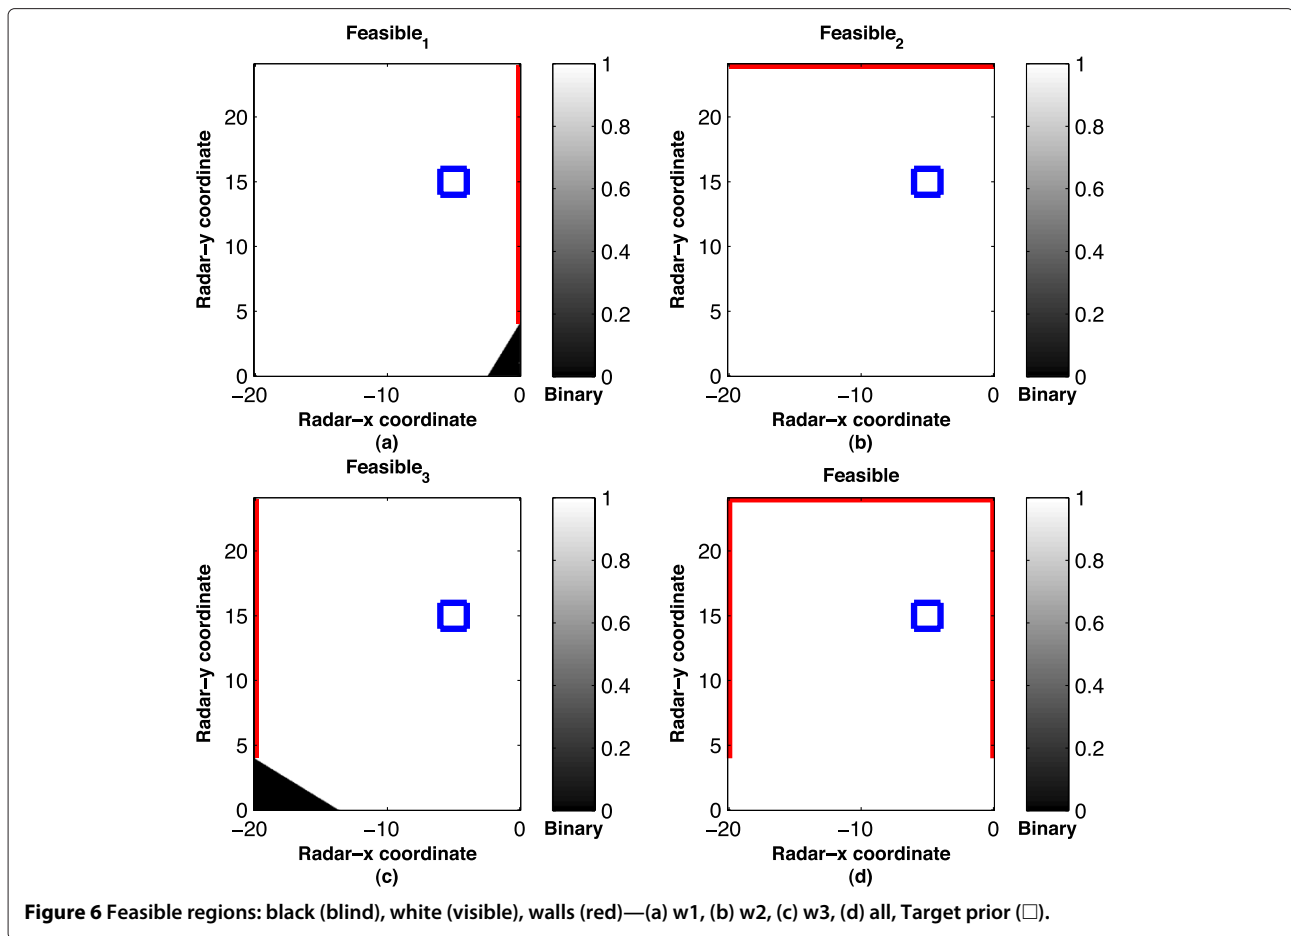 Feasible1
Radar-y coordinate
20
15
10
5
0
-20
-10
0
Radar-x coordinate
1
0.8
0.6
0.4
0.2
0
Binary
(a)
Feasible2
Radar-y coordinate
20
15
10
5
0
-20
-10
0
Radar-x coordinate
1
0.8
0.6
0.4
0.2
0
Binary
(b)
Feasible3
Radar-y coordinate
20
15
10
5
0
-20
-10
0
Radar-x coordinate
1
0.8
0.6
0.4
0.2
0
Binary
(c)
Feasible
Radar-y coordinate
20
15
10
5
0
-20
-10
0
Radar-x coordinate
1
0.8
0.6
0.4
0.2
0
Binary
(d)
Figure 6 Feasible regions: black (blind), white (visible), walls (red)—(a) w1, (b) w2, (c) w3, (d) all, Target prior (□).